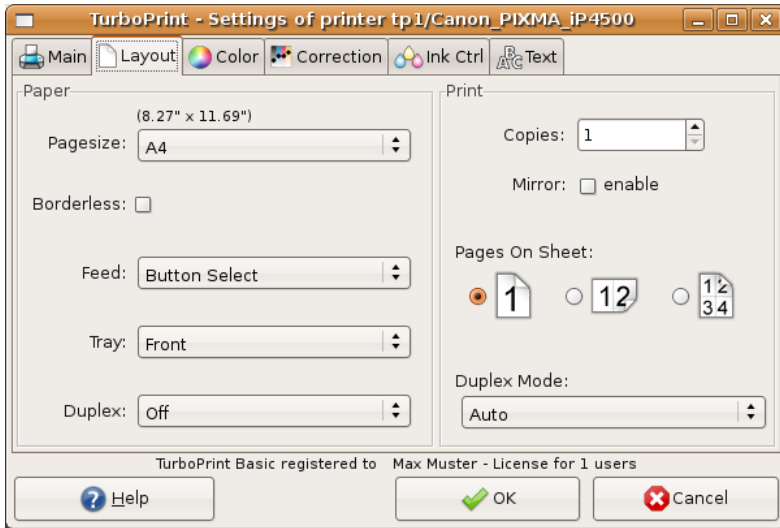 TurboPrint - Settings of printer tp1/Canon_PIXMA_iP4500
Main Layout Color Correction Ink Ctrl ABC Text
Paper
(8.27" x 11.69")
Pagesize: A4
Borderless:
Feed: Button Select
Tray: Front
Duplex: Off
Print
Copies: 1
Mirror: enable
Pages On Sheet:
1 12 12
34
Duplex Mode:
Auto
TurboPrint Basic registered to Max Muster - License for 1 users
Help OK Cancel